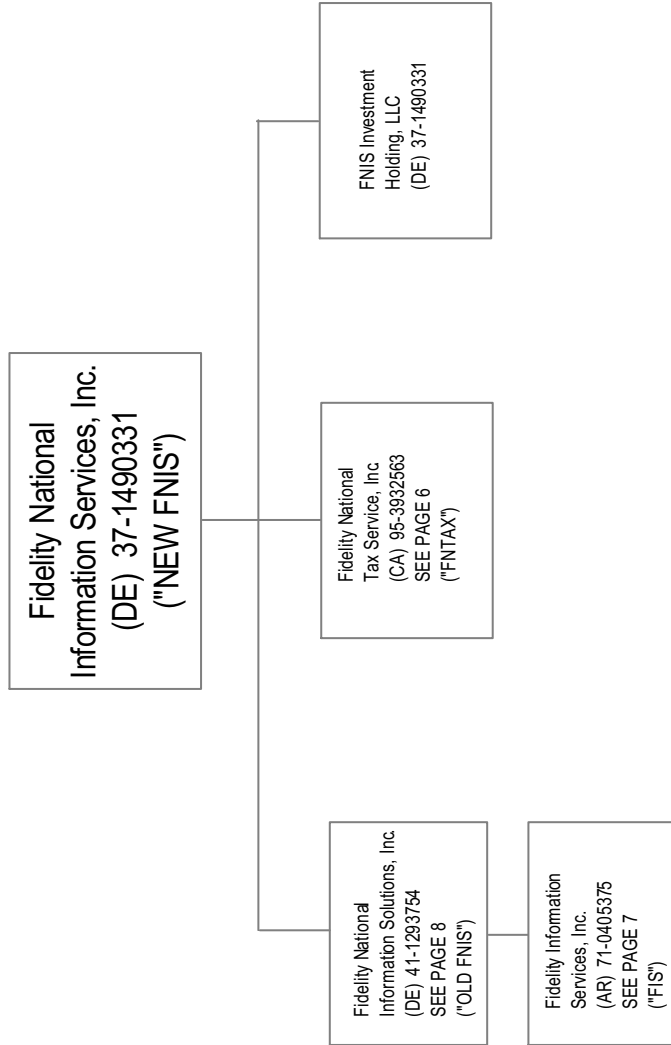 Fidelity National
Information Services, Inc.
(DE) 37-1490331
("NEW FNIS")
Fidelity National
Information Solutions, Inc.
(DE) 41-1293754
SEE PAGE 8
("OLD FNIS")
Fidelity Information
Services, Inc.
(AR) 71-0405375
SEE PAGE 7
("FIS")
Fidelity National
Tax Service, Inc.
(CA) 95-3932563
SEE PAGE 6
("FNTAX")
FNIS Investment
Holding, LLC
(DE) 37-1490331